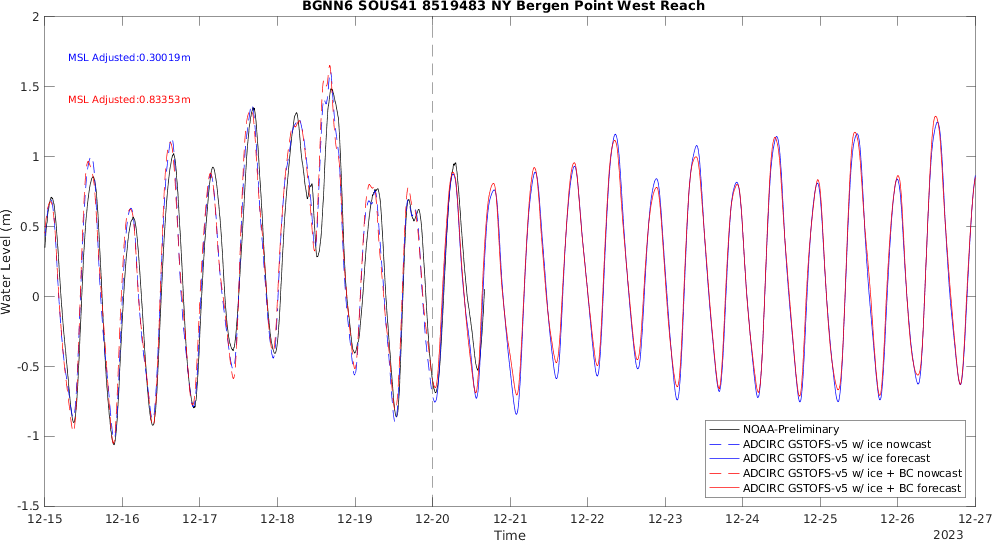 BGNN6 SOUS41 8519483 NY Bergen Point West Reach
MSL Adjusted:0.30019m
MSL Adjusted:0.83353m
2
1.5
1
0.5
0
-0.5
-1
-1.5
Water Level (m)
NOAA-Preliminary
ADCIRC GSTOFS-v5 w/ ice nowcast
ADCIRC GSTOFS-v5 w/ ice forecast
ADCIRC GSTOFS-v5 w/ ice + BC nowcast
ADCIRC GSTOFS-v5 w/ ice + BC forecast
12-15 12-16 12-17 12-18 12-19 12-20 12-21 12-22 12-23 12-24 12-25 12-26 12-27
Time
2023